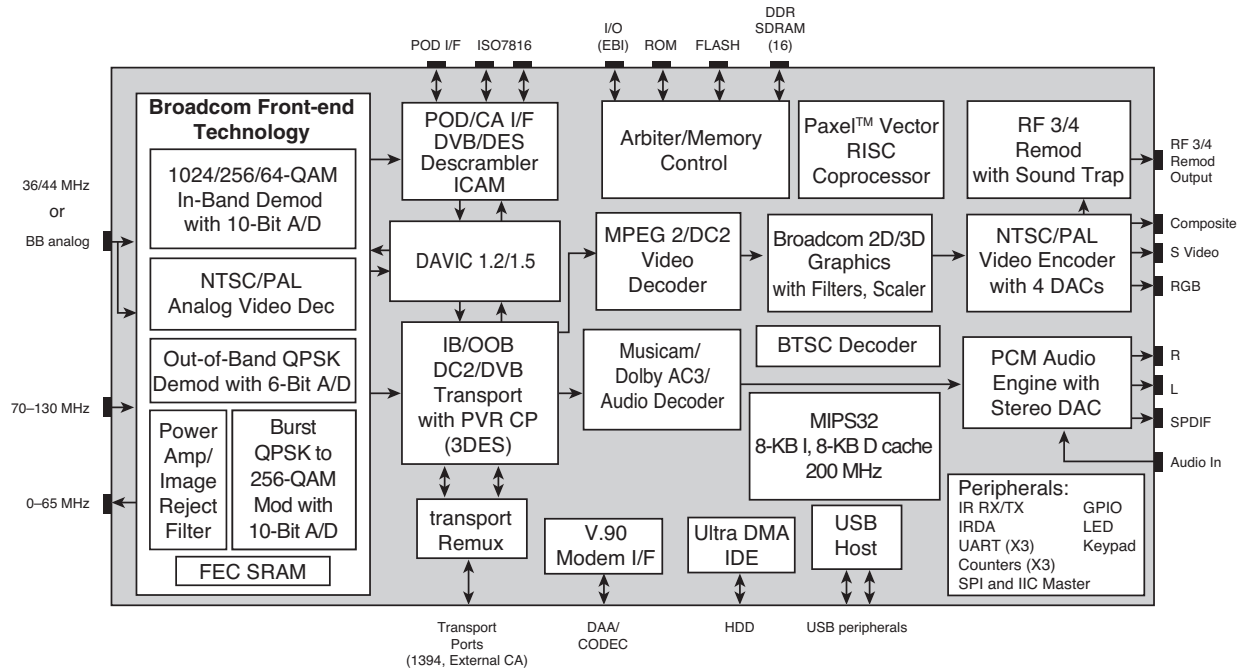 POD I/F
ISO7816
I/O
(EBI)
ROM
FLASH
DDR
SDRAM
(16)
36/44 MHz
or
BB analog
70–130 MHz
0–65 MHz
Broadcom Front-end
Technology
1024/256/64-QAM
In-Band Demod
with 10-Bit A/D
NTSC/PAL
Analog Video Dec
Out-of-Band QPSK
Demod with 6-Bit A/D
Power
Amp/
Image
Reject
Filter
Burst
QPSK to
256-QAM
Mod with
10-Bit A/D
FEC SRAM
POD/CA I/F
DVB/DES
Descrambler
ICAM
DAVIC 1.2/1.5
IB/OOB
DC2/DVB
Transport
with PVR CP
(3DES)
transport
Remux
Arbiter/Memory
Control
Paxel™ Vector
RISC
Coprocessor
RF 3/4
Remod
with Sound Trap
MPEG 2/DC2
Video
Decoder
Broadcom 2D/3D
Graphics
with Filters, Scaler
NTSC/PAL
Video Encoder
with 4 DACs
Musicam/
Dolby AC3/
Audio Decoder
BTSC Decoder
PCM Audio
Engine with
Stereo DAC
MIPS32
8-KB I, 8-KB D cache
200 MHz
V.90
Modem I/F
Ultra DMA
IDE
USB
Host
Peripherals:
IR RX/TX GPIO
IRDA LED
UART (X3) Keypad
Counters (X3)
SPI and IIC Master
RF 3/4
Remod
Output
Composite
S Video
RGB
R
L
SPDIF
Audio In
Transport
Ports
(1394, External CA)
DAA/
CODEC
HDD
USB peripherals